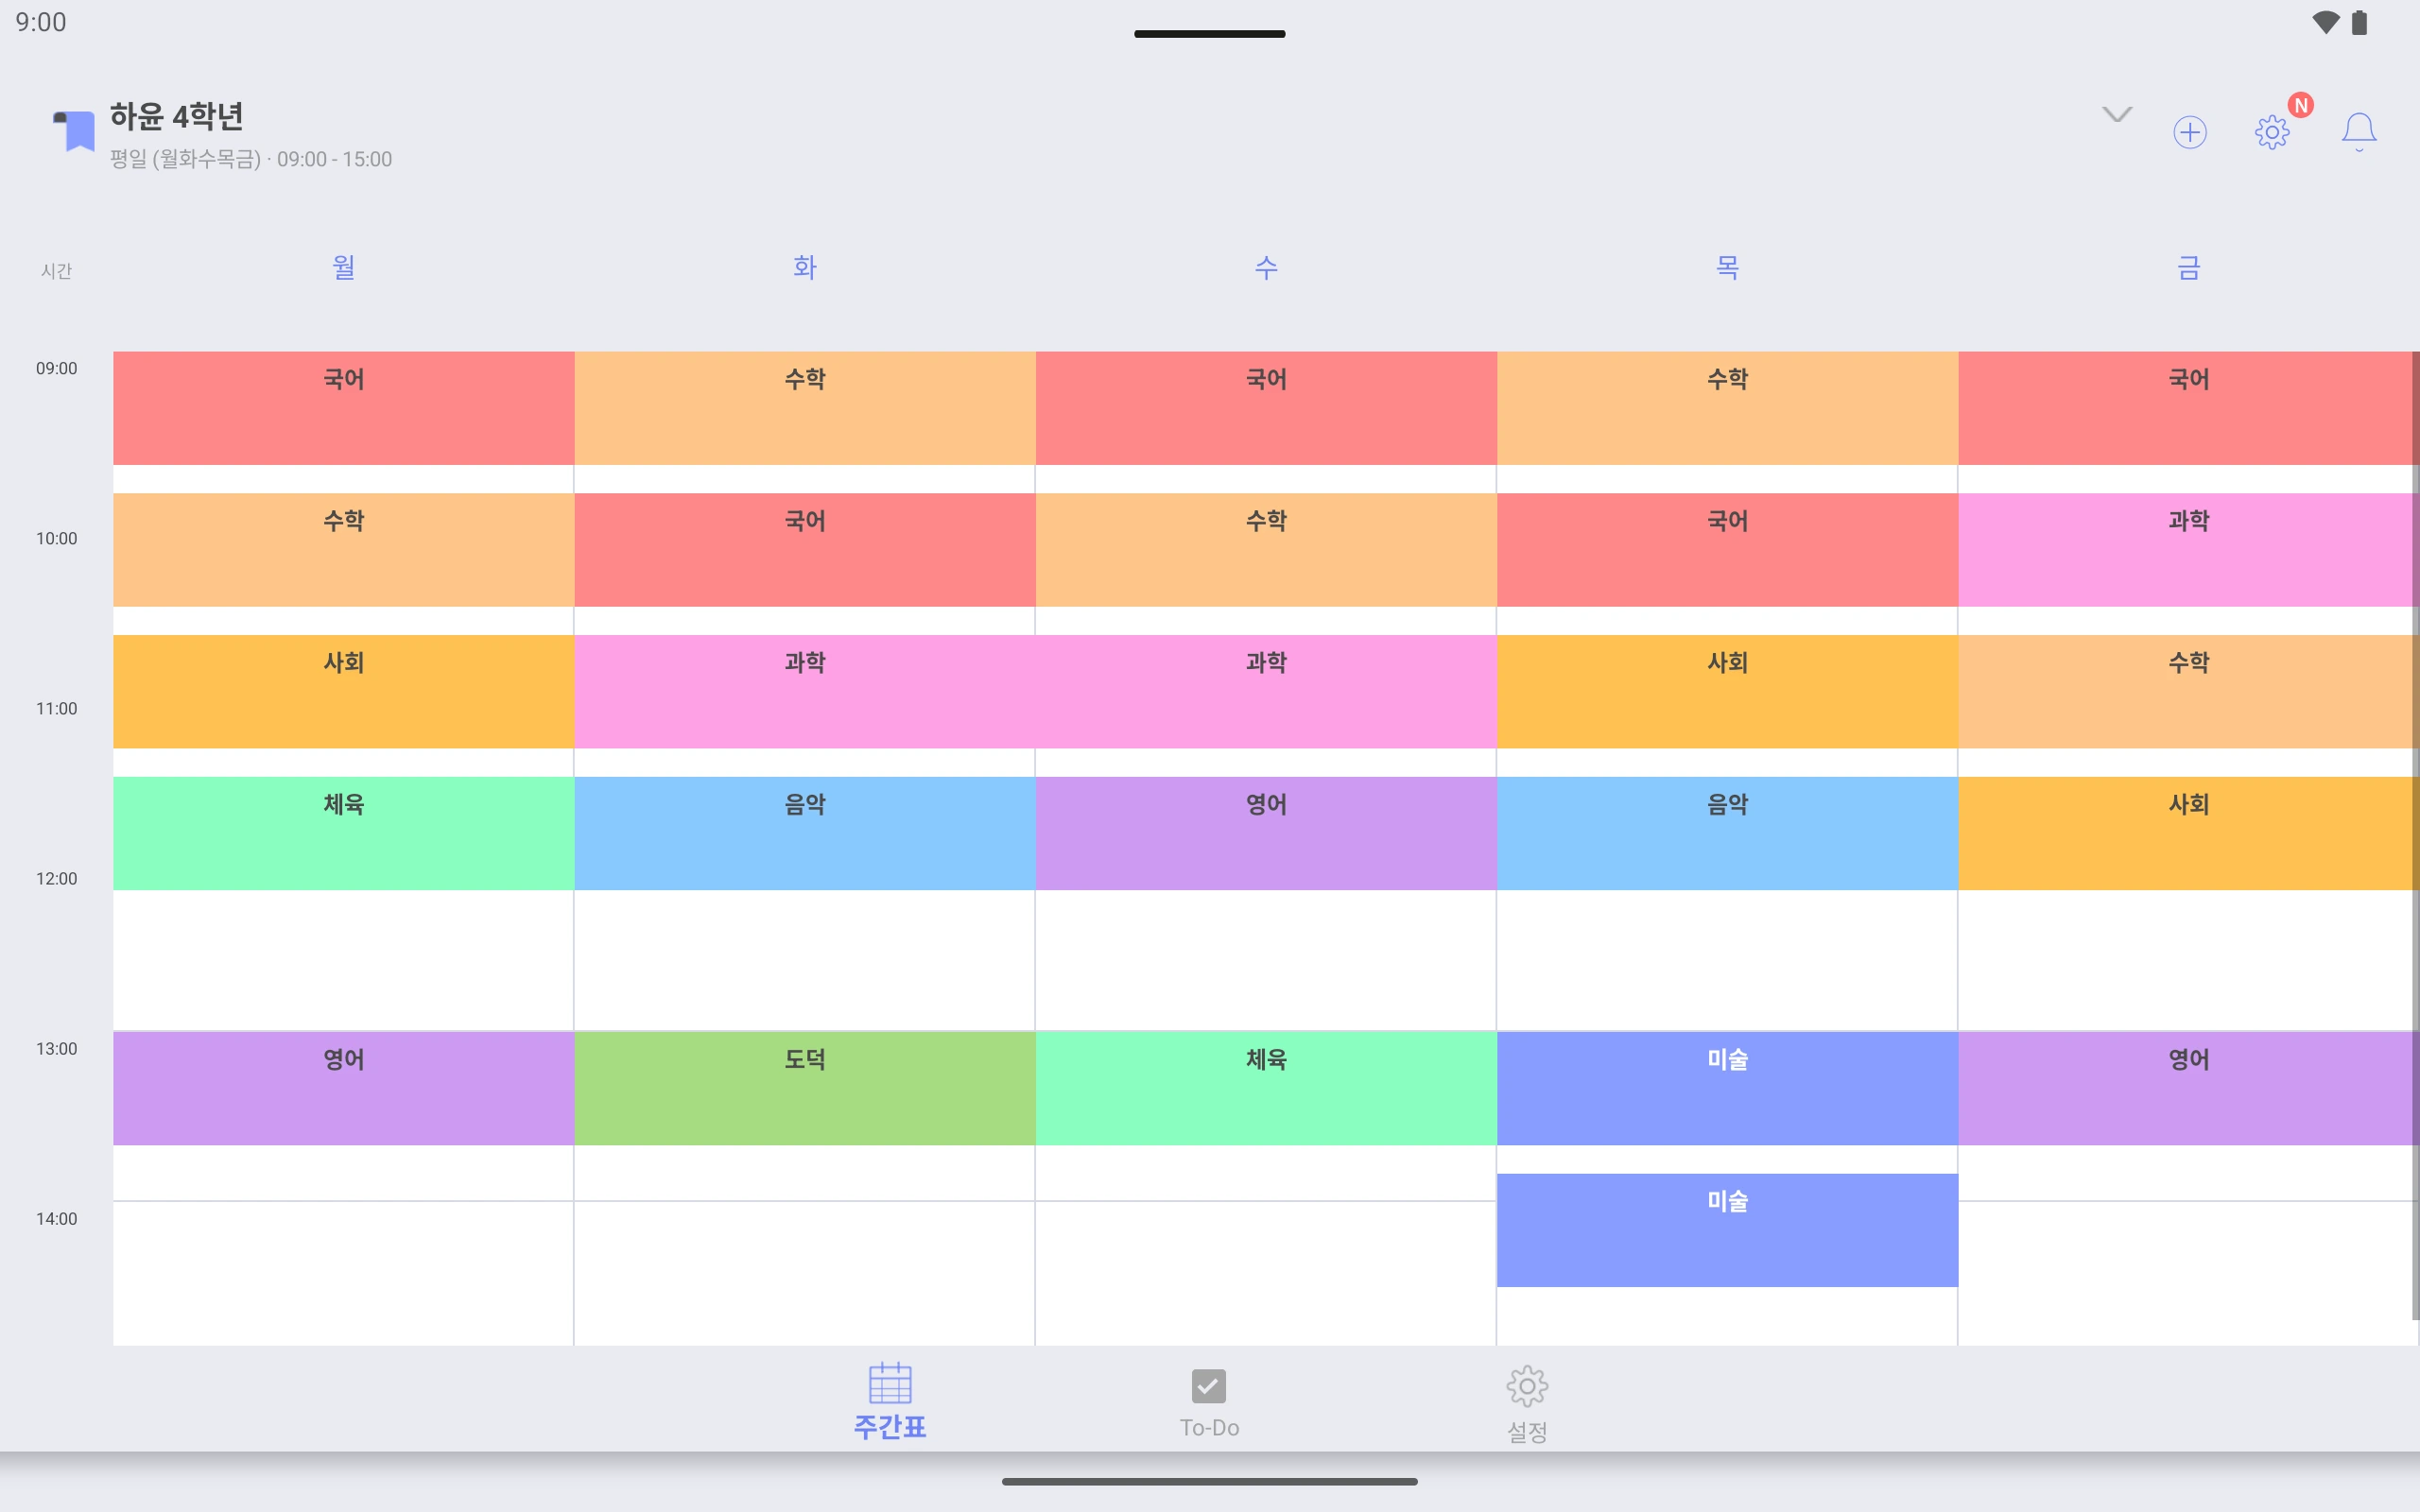 9:00
하윤 4학년
N
평일 (월화수목금) · 09:00 - 15:00
시간 월 화 수 목 금
09:00 국어 수학 국어 수학 국어
10:00 수학 국어 수학 국어 과학
11:00 사회 과학 과학 사회 수학
체육 음악 영어 음악 사회
12:00
13:00 영어 도덕 체육 미술 영어
14:00 미술
주간표 To-Do 설정